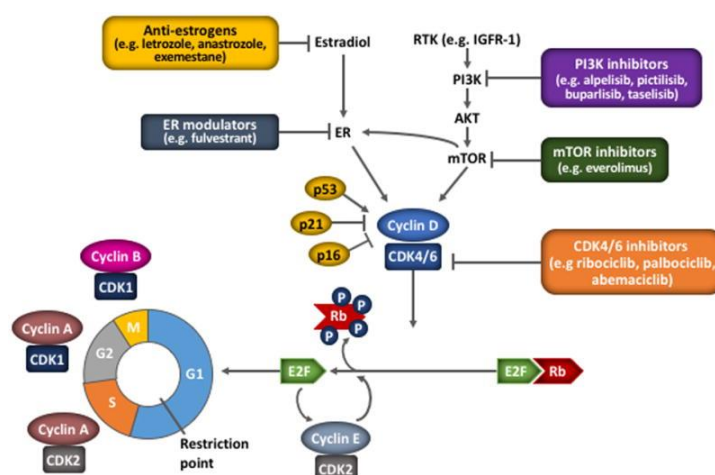 Anti-estrogens
(e.g. letrozole, anastrozole,
exemestane)
Estradiol
RTK (e.g. IGFR-1)
PI3K
PI3K inhibitors
(e.g. alpelisib, pictilisib,
buparlisib, taselisib)
AKT
ER modulators
(e.g. fulvestrant)
ER
mTOR
mTOR inhibitors
(e.g. everolimus)
p53
p21
p16
Cyclin D
CDK4/6
CDK4/6 inhibitors
(e.g ribociclib, palbociclib,
abemaciclib)
Cyclin B
CDK1
Cyclin A
CDK1
Cyclin A
CDK2
M
G2
G1
S
Restriction
point
P
P
P
P
Rb
E2F
E2F
Rb
Cyclin E
CDK2